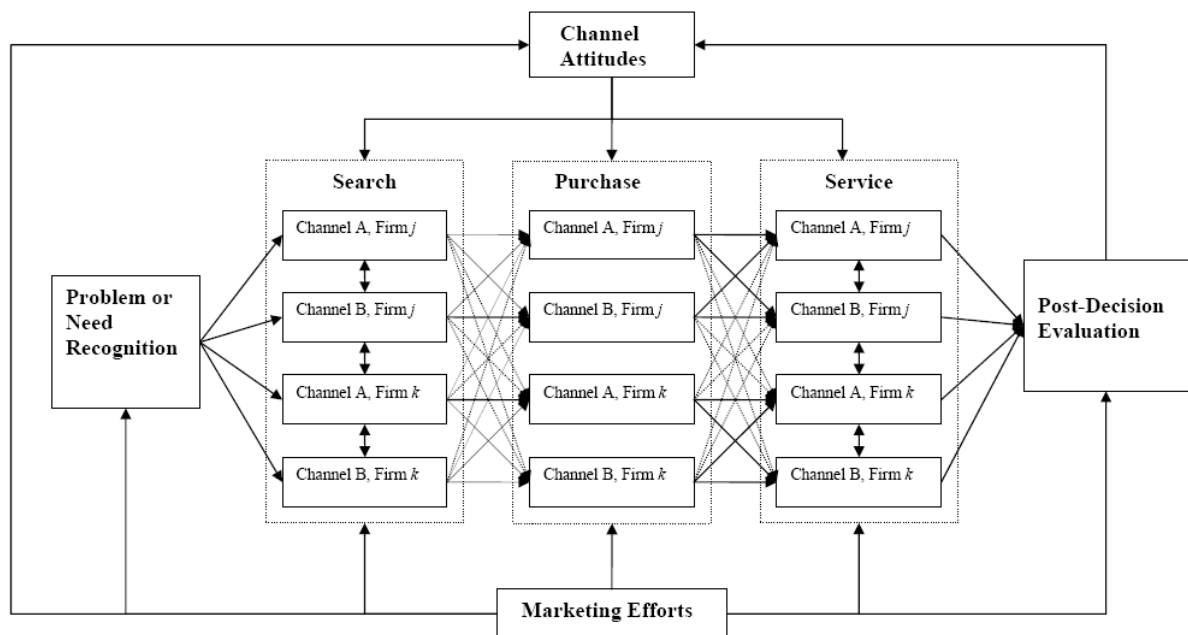 Channel
Attitudes
Search
Purchase
Service
Channel A, Firm j
Channel A, Firm j
Channel A, Firm j
Problem or
Need
Recognition
Channel B, Firm j
Channel B, Firm j
Channel B, Firm j
Post-Decision
Evaluation
Channel A, Firm k
Channel A, Firm k
Channel A, Firm k
Channel B, Firm k
Channel B, Firm k
Channel B, Firm k
Marketing Efforts